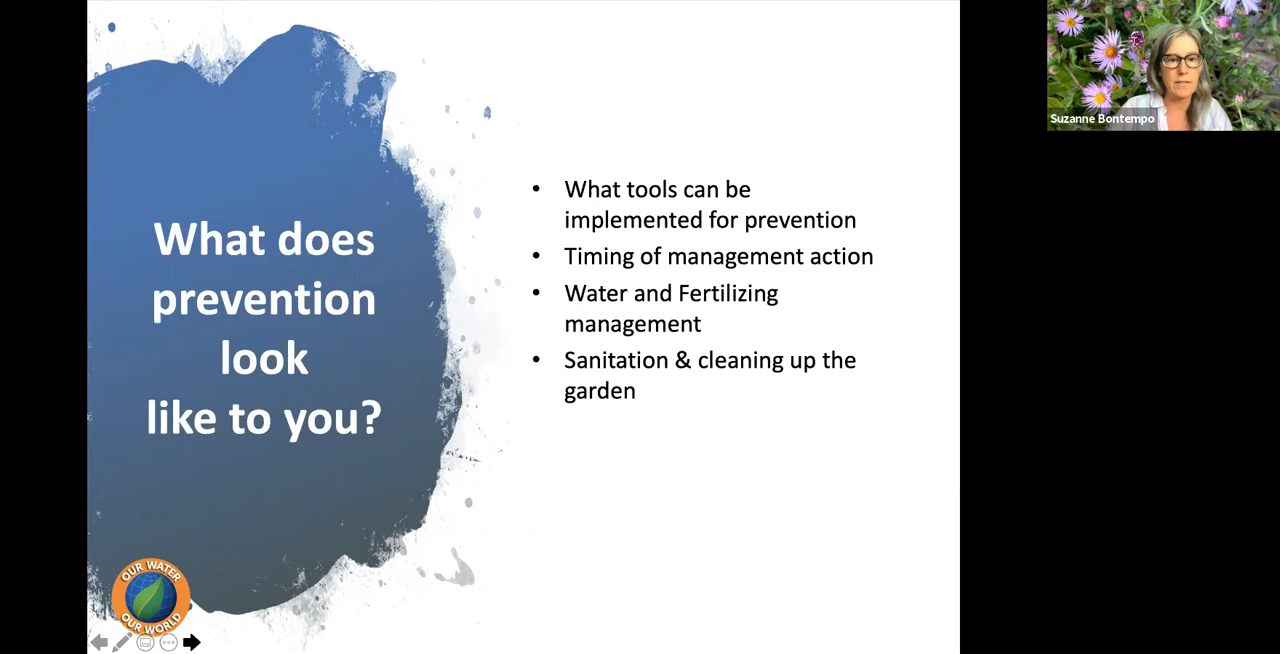 What does
prevention
look
like to you?
• What tools can be
implemented for prevention
• Timing of management action
• Water and Fertilizing
management
• Sanitation & cleaning up the
garden
OUR WATER
OUR WORLD
Suzanne Bontempo